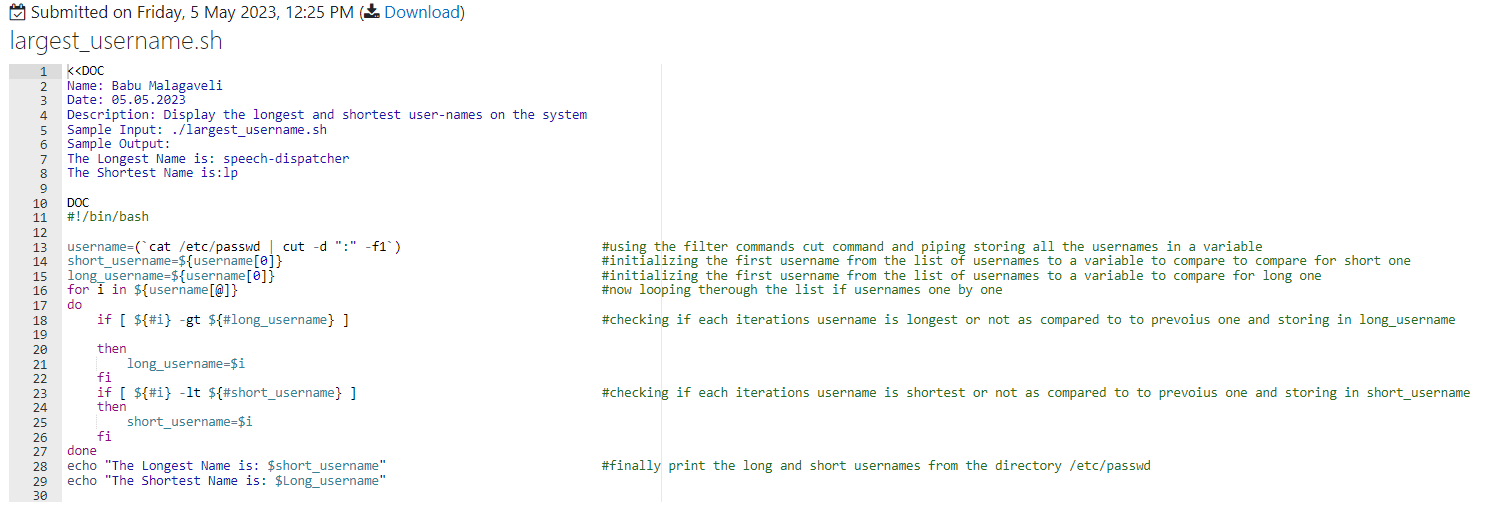 Submitted on Friday, 5 May 2023, 12:25 PM (Download)
largest_username.sh
1 <<DOC
2 Name: Babu Malagaveli
3 Date: 05.05.2023
4 Description: Display the longest and shortest user-names on the system
5 Sample Input: ./largest_username.sh
6 Sample Output:
7 The Longest Name is: speech-dispatcher
8 The Shortest Name is:lp
9
10 DOC
11 #!/bin/bash
12
13 username=(`cat /etc/passwd | cut -d ":" -f1`) #using the filter commands cut command and piping storing all the usernames in a variable
14 short_username=${username[0]} #initializing the first username from the list of usernames to a variable to compare to compare for short one
15 long_username=${username[0]} #initializing the first username from the list of usernames to a variable to compare for long one
16 for i in ${username[@]} #now looping therough the list if usernames one by one
17 do
18 if [ ${#i} -gt ${#long_username} ] #checking if each iterations username is longest or not as compared to to prevoius one and storing in long_username
19
20 then
21 long_username=$i
22 fi
23 if [ ${#i} -lt ${#short_username} ] #checking if each iterations username is shortest or not as compared to to prevoius one and storing in short_username
24 then
25 short_username=$i
26 fi
27 done
28 echo "The Longest Name is: $short_username" #finally print the long and short usernames from the directory /etc/passwd
29 echo "The Shortest Name is: $Long_username"
30